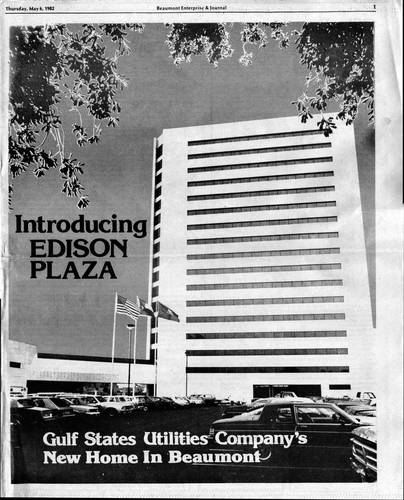 Thursday, May 6, 1982
Beaumont Enterprise & Journal
1
Introducing
EDISON
PLAZA
Gulf States Utilities Company's
New Home In Beaumont